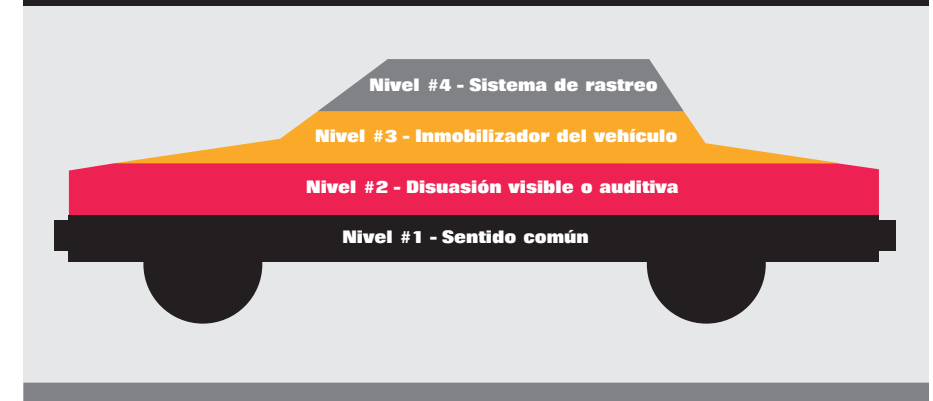 Nivel #4 - Sistema de rastreo
Nivel #3 - Inmobilizador del vehículo
Nivel #2 - Disuasión visible o auditiva
Nivel #1 - Sentido común